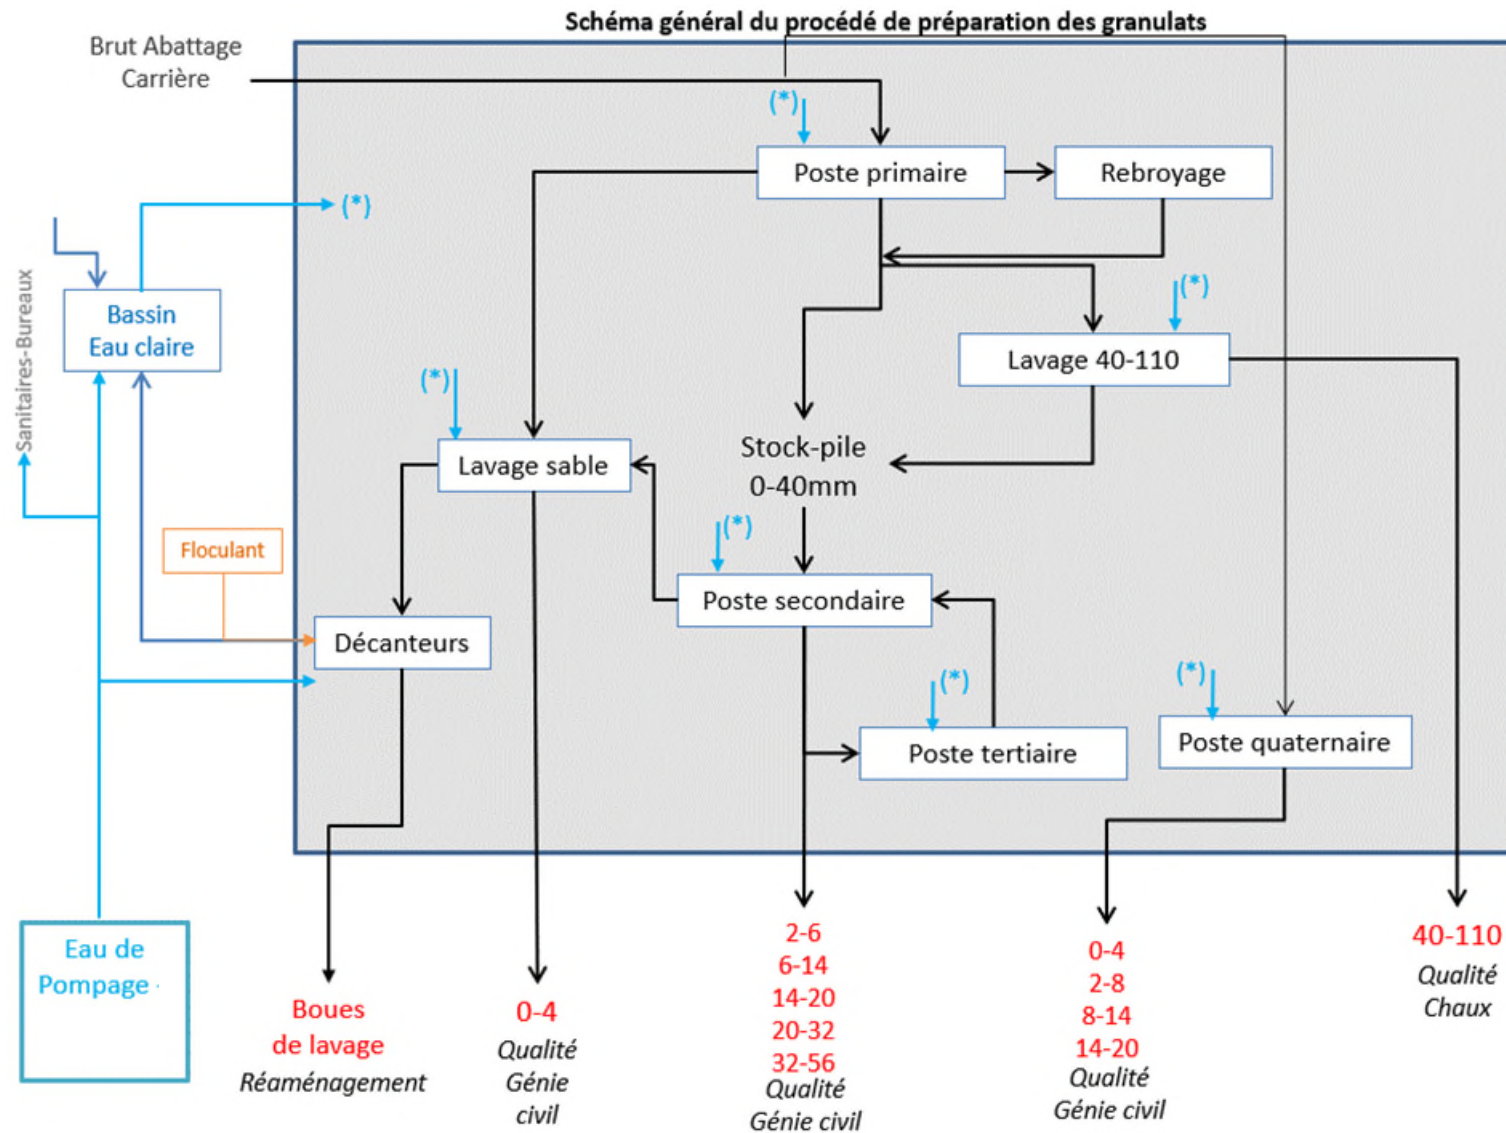 Schéma général du procédé de préparation des granulats
Brut Abattage
Carrière
(*)
Poste primaire
Rebroyage
(*)
Sanitaires-Bureaux
Bassin
Eau claire
(*)
Lavage 40-110
(*)
Lavage sable
Stock-pile
0-40mm
(*)
Floculant
Poste secondaire
Décanteurs
(*)
Poste tertiaire
(*)
Poste quaternaire
Eau de
Pompage -
Boues
de lavage
Réaménagement
0-4
Qualité
Génie
civil
2-6
6-14
14-20
20-32
32-56
Qualité
Génie civil
0-4
2-8
8-14
14-20
Qualité
Génie civil
40-110
Qualité
Chaux